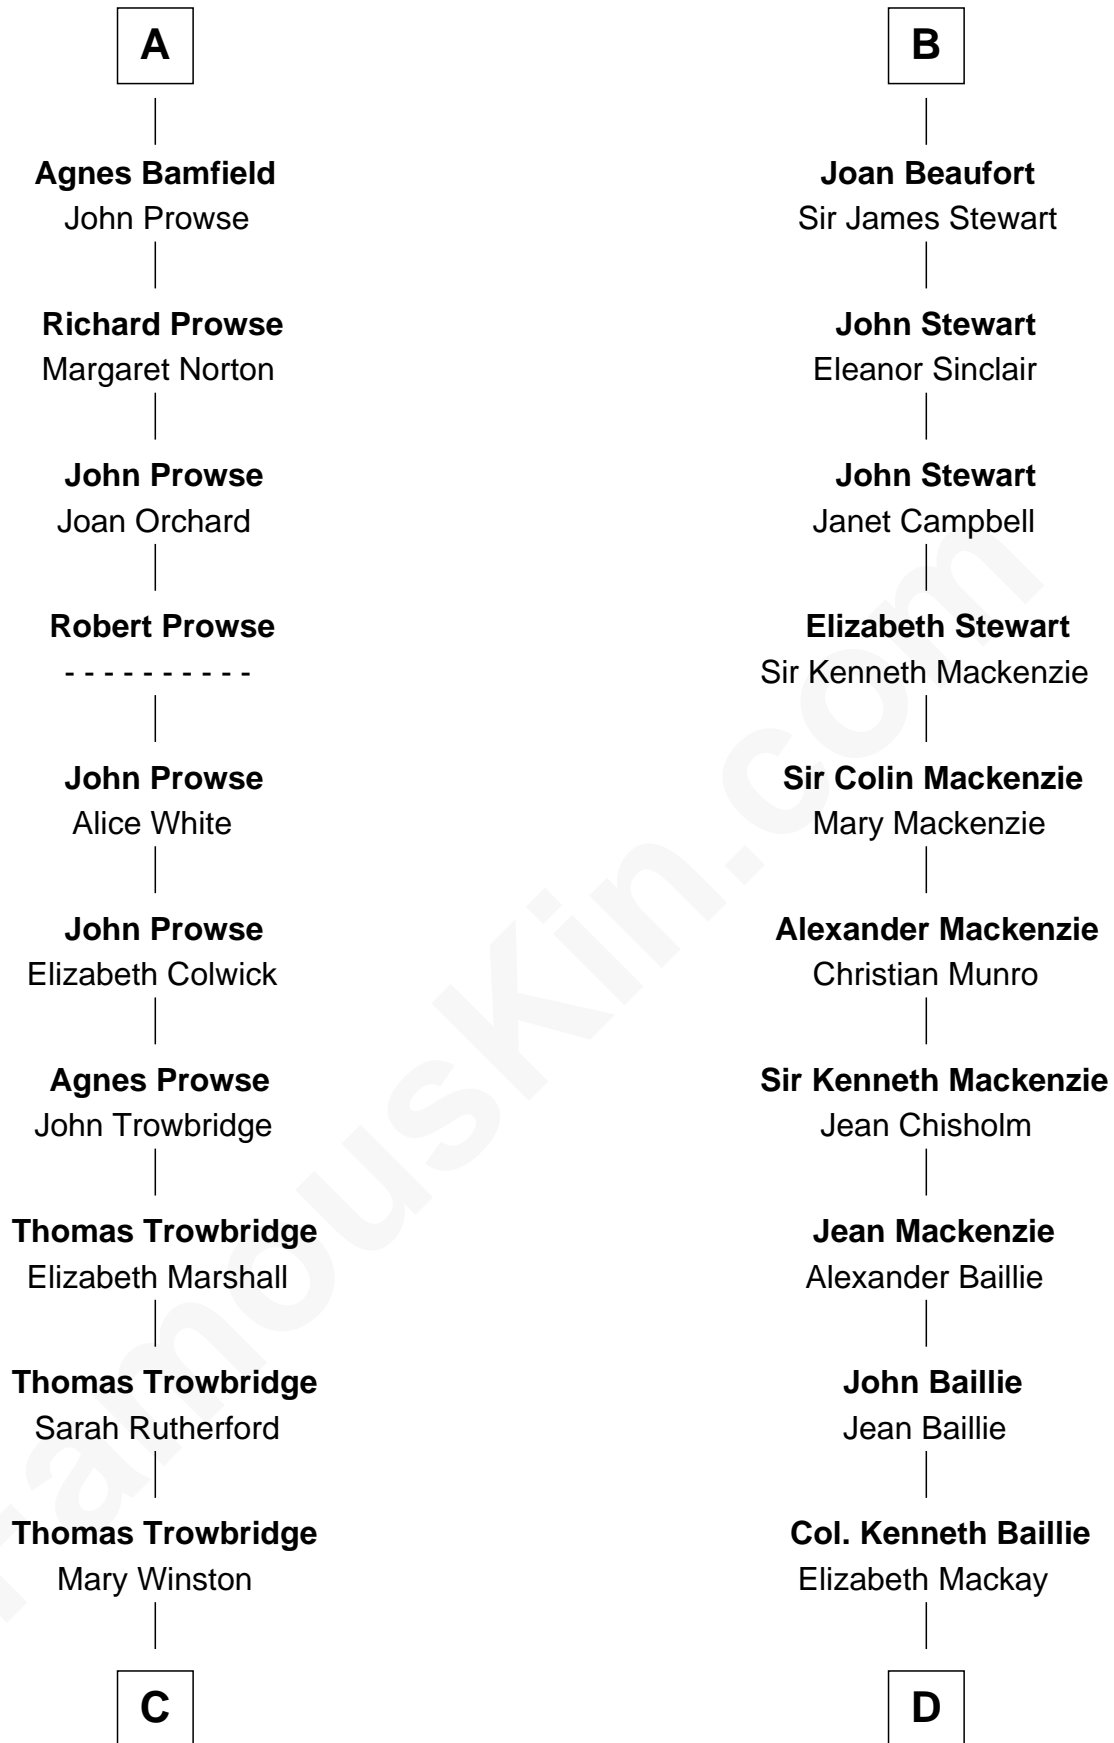 A
Agnes Bamfield
John Prowse
Richard Prowse
Margaret Norton
John Prowse
Joan Orchard
Robert Prowse
- - - - - - - - - -
John Prowse
Alice White
John Prowse
Elizabeth Colwick
Agnes Prowse
John Trowbridge
Thomas Trowbridge
Elizabeth Marshall
Thomas Trowbridge
Sarah Rutherford
Thomas Trowbridge
Mary Winston
C
B
Joan Beaufort
Sir James Stewart
John Stewart
Eleanor Sinclair
John Stewart
Janet Campbell
Elizabeth Stewart
Sir Kenneth Mackenzie
Sir Colin Mackenzie
Mary Mackenzie
Alexander Mackenzie
Christian Munro
Sir Kenneth Mackenzie
Jean Chisholm
Jean Mackenzie
Alexander Baillie
John Baillie
Jean Baillie
Col. Kenneth Baillie
Elizabeth Mackay
D
FamousKin.com